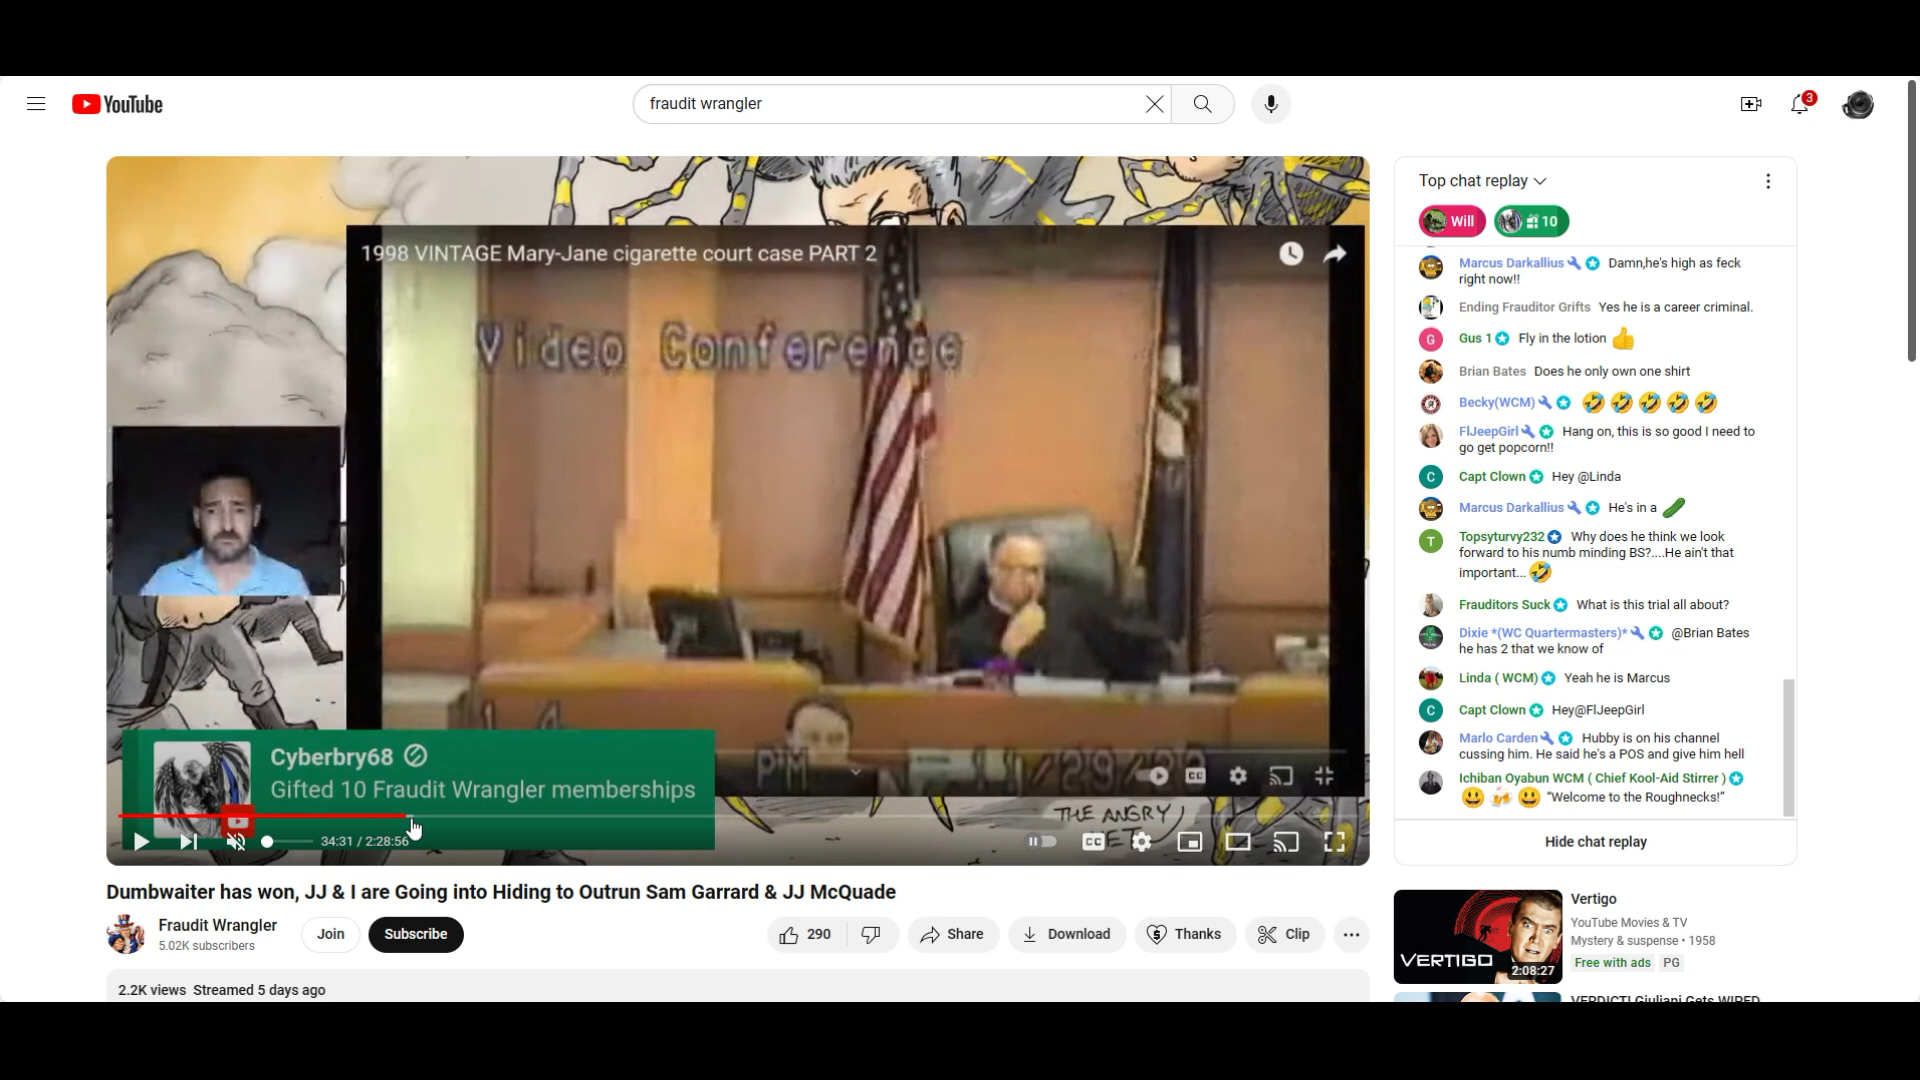 YouTube
fraudit wrangler
3
1998 VINTAGE Mary-Jane cigarette court case PART 2
Video Conference
PM
THE ANGRY
Cyberbry68
Gifted 10 Fraudit Wrangler memberships
34:31 / 2:28:56
CC
CC
Dumbwaiter has won, JJ & I are Going into Hiding to Outrun Sam Garrard & JJ McQuade
Fraudit Wrangler
5.02K subscribers
Join
Subscribe
290
Share
Download
Thanks
Clip
2.2K views Streamed 5 days ago
Top chat replay
Will
10
Marcus Darkallius Damn,he's high as feck
right now!!
Ending Frauditor Grifts Yes he is a career criminal.
G Gus 1 Fly in the lotion 👍
Brian Bates Does he only own one shirt
Becky(WCM) 🤣 🤣 🤣 🤣 🤣
FlJeepGirl Hang on, this is so good I need to
go get popcorn!!
C Capt Clown Hey @Linda
Marcus Darkallius He's in a 🥒
T Topsyturvy232 Why does he think we look
forward to his numb minding BS?....He ain't that
important... 🤣
Frauditors Suck What is this trial all about?
Dixie *(WC Quartermasters)* @Brian Bates
he has 2 that we know of
Linda ( WCM) Yeah he is Marcus
C Capt Clown Hey@FlJeepGirl
Marlo Carden Hubby is on his channel
cussing him. He said he's a POS and give him hell
Ichiban Oyabun WCM ( Chief Kool-Aid Stirrer )
😃 🍻 😃 “Welcome to the Roughnecks!”
Hide chat replay
VERTIGO
2:08:27
Vertigo
YouTube Movies & TV
Mystery & suspense • 1958
Free with ads PG
VERDICT! Giuliani Gets WIRED